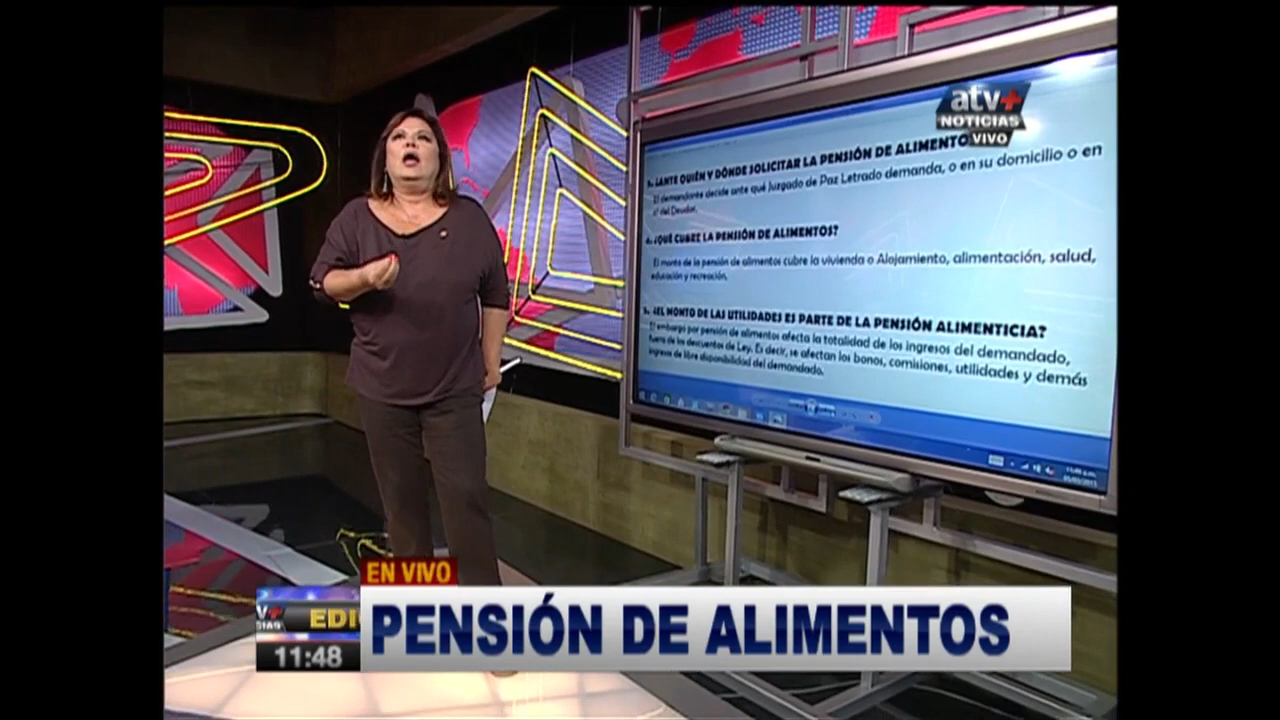 atv+
NOTICIAS
VIVO
3. ¿ANTE QUIÉN Y DÓNDE SOLICITAR LA PENSIÓN DE ALIMENTO
El demandante decide ante qué Juzgado de Paz Letrado demanda, o en su domicilio o en
el del Deudor.
4. ¿QUÉ CUBRE LA PENSIÓN DE ALIMENTOS?
El monto de la pensión de alimentos cubre la vivienda o Alojamiento, alimentación, salud,
educación y recreación.
5. ¿EL MONTO DE LAS UTILIDADES ES PARTE DE LA PENSIÓN ALIMENTICIA?
El embargo por pensión de alimentos afecta la totalidad de los ingresos del demandado,
fuera de los descuentos de Ley. Es decir, se afectan los bonos, comisiones, utilidades y demás
ingresos de libre disponibilidad del demandado.
EN VIVO
EDI
PENSIÓN DE ALIMENTOS
11:48